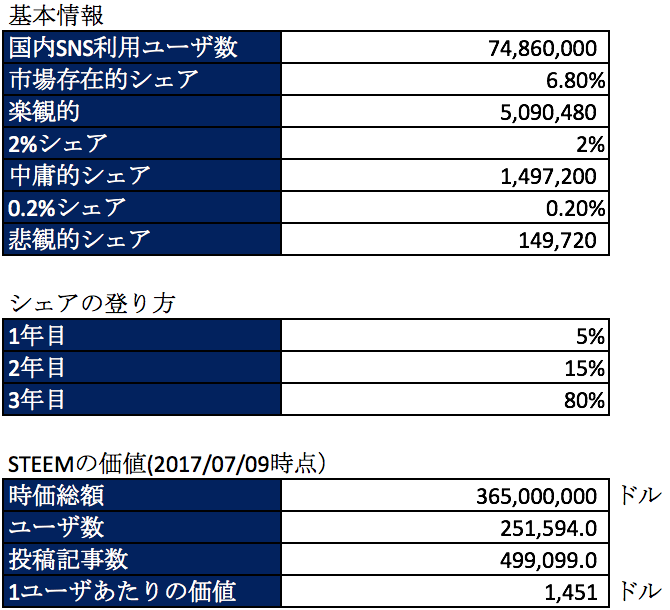 基本情報
国内SNS利用ユーザ数 74,860,000
市場存在的シェア 6.80%
楽観的 5,090,480
2%シェア 2%
中庸的シェア 1,497,200
0.2%シェア 0.20%
悲観的シェア 149,720
シェアの登り方
1年目 5%
2年目 15%
3年目 80%
STEEMの価値(2017/07/09時点)
時価総額 365,000,000 ドル
ユーザ数 251,594.0
投稿記事数 499,099.0
1ユーザあたりの価値 1,451 ドル